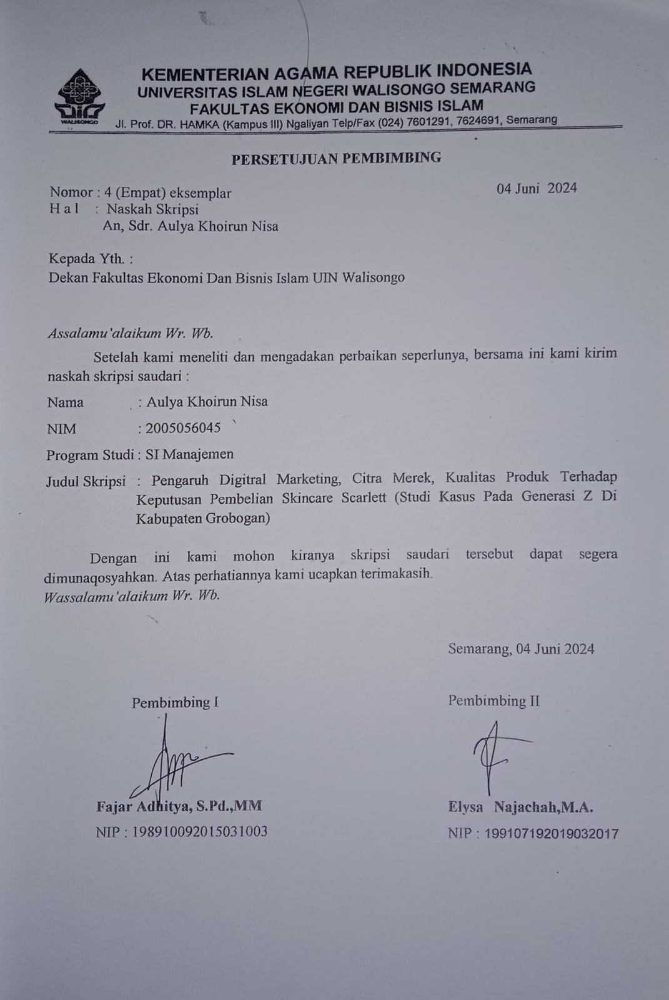 KEMENTERIAN AGAMA REPUBLIK INDONESIA
UNIVERSITAS ISLAM NEGERI WALISONGO SEMARANG
FAKULTAS EKONOMI DAN BISNIS ISLAM
WALISONGO
Jl. Prof. DR. HAMKA (Kampus III) Ngaliyan Telp/Fax (024) 7601291, 7624691, Semarang
PERSETUJUAN PEMBIMBING
Nomor : 4 (Empat) eksemplar 04 Juni 2024
H a l : Naskah Skripsi
An, Sdr. Aulya Khoirun Nisa
Kepada Yth. :
Dekan Fakultas Ekonomi Dan Bisnis Islam UIN Walisongo
Assalamu'alaikum Wr. Wb.
Setelah kami meneliti dan mengadakan perbaikan seperlunya, bersama ini kami kirim
naskah skripsi saudari :
Nama : Aulya Khoirun Nisa
NIM : 2005056045
Program Studi : SI Manajemen
Judul Skripsi : Pengaruh Digitral Marketing, Citra Merek, Kualitas Produk Terhadap
Keputusan Pembelian Skincare Scarlett (Studi Kasus Pada Generasi Z Di
Kabupaten Grobogan)
Dengan ini kami mohon kiranya skripsi saudari tersebut dapat segera
dimunaqosyahkan. Atas perhatiannya kami ucapkan terimakasih.
Wassalamu'alaikum Wr. Wb.
Semarang, 04 Juni 2024
Pembimbing I Pembimbing II
Fajar Adhitya, S.Pd.,MM Elysa Najachah,M.A.
NIP : 198910092015031003 NIP : 199107192019032017